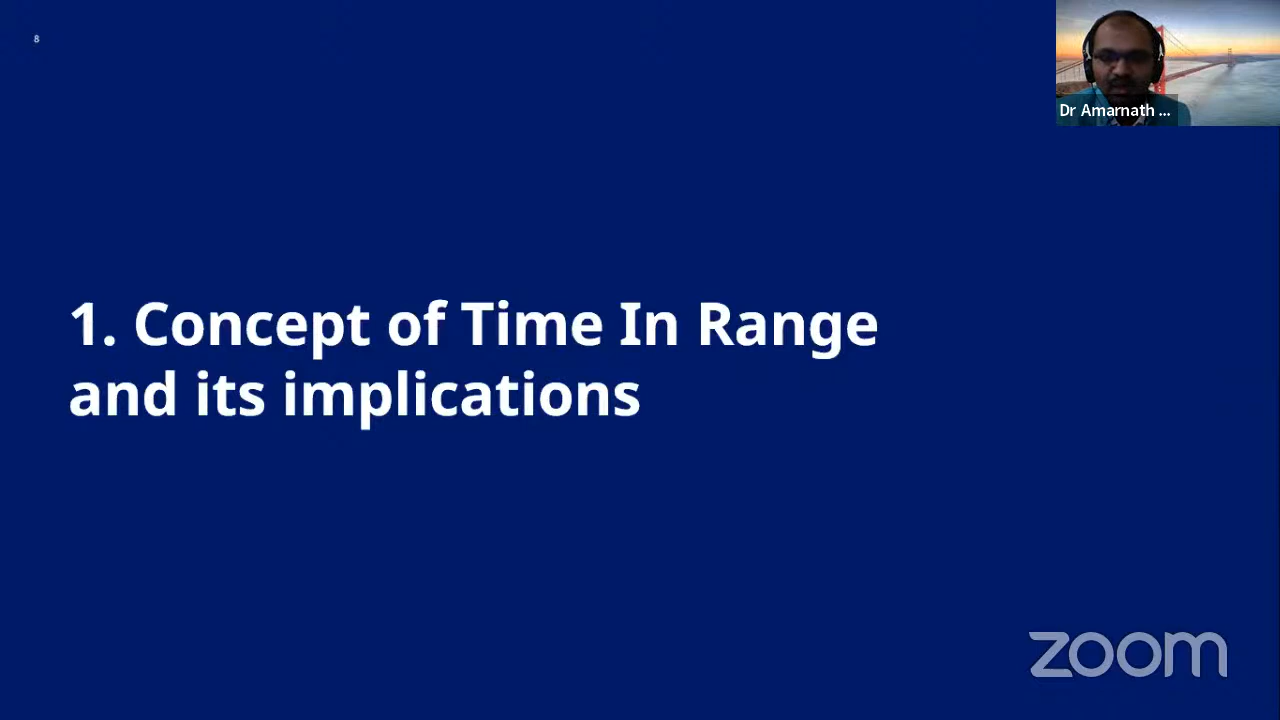 8
Dr Amarnath ...
1. Concept of Time In Range
and its implications
zoom